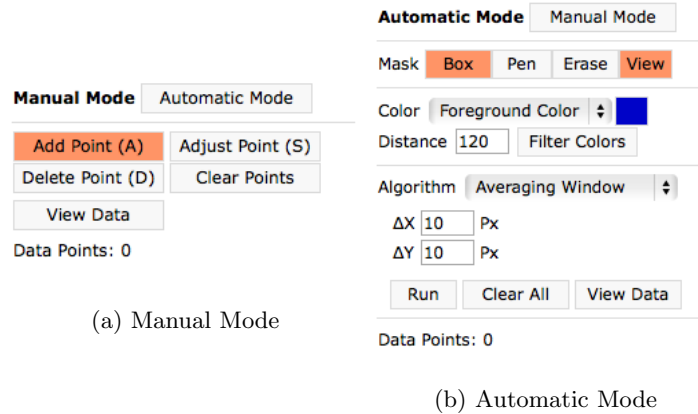 Manual Mode Automatic Mode
Add Point (A) Adjust Point (S)
Delete Point (D) Clear Points
View Data
Data Points: 0
(a) Manual Mode
Automatic Mode Manual Mode
Mask Box Pen Erase View
Color Foreground Color
Distance 120 Filter Colors
Algorithm Averaging Window
ΔX 10 Px
ΔY 10 Px
Run Clear All View Data
Data Points: 0
(b) Automatic Mode